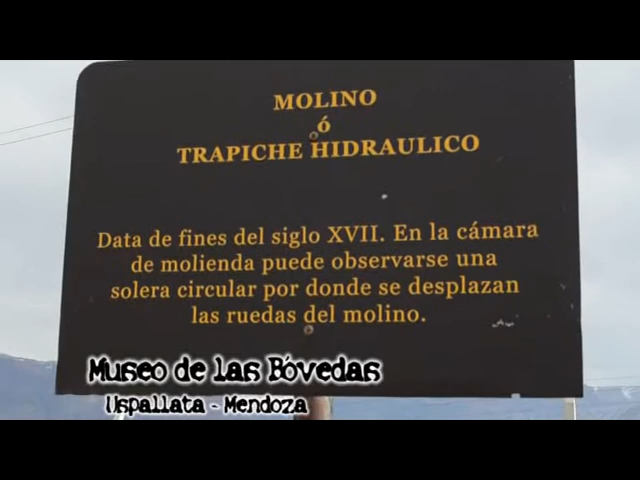 MOLINO
ó
TRAPICHE HIDRAULICO
Data de fines del siglo XVII. En la cámara
de molienda puede observarse una
solera circular por donde se desplazan
las ruedas del molino.
Museo de las Bóvedas
Uspallata - Mendoza